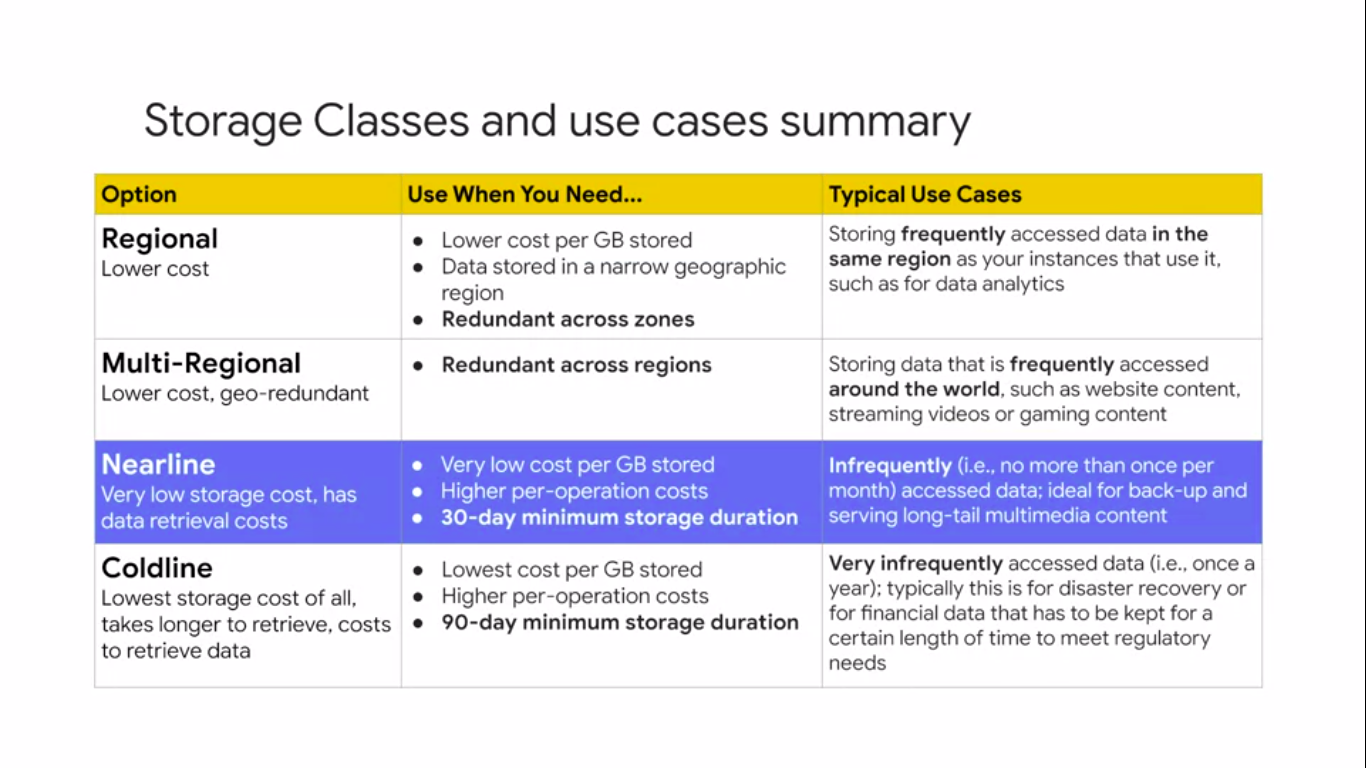 Storage Classes and use cases summary
Option
Use When You Need...
Typical Use Cases
Regional
Lower cost
● Lower cost per GB stored
● Data stored in a narrow geographic
region
● Redundant across zones
Storing frequently accessed data in the
same region as your instances that use it,
such as for data analytics
Multi-Regional
Lower cost, geo-redundant
● Redundant across regions
Storing data that is frequently accessed
around the world, such as website content,
streaming videos or gaming content
Nearline
Very low storage cost, has
data retrieval costs
● Very low cost per GB stored
● Higher per-operation costs
● 30-day minimum storage duration
Infrequently (i.e., no more than once per
month) accessed data; ideal for back-up and
serving long-tail multimedia content
Coldline
Lowest storage cost of all,
takes longer to retrieve, costs
to retrieve data
● Lowest cost per GB stored
● Higher per-operation costs
● 90-day minimum storage duration
Very infrequently accessed data (i.e., once a
year); typically this is for disaster recovery or
for financial data that has to be kept for a
certain length of time to meet regulatory
needs